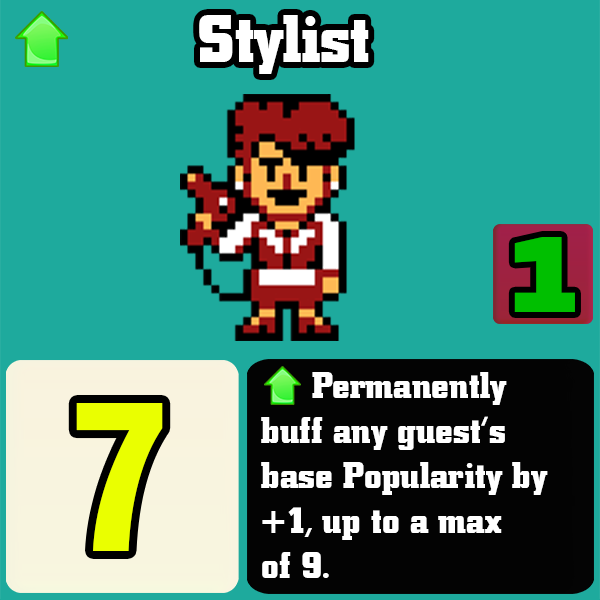 Stylist
1
7
Permanently
buff any guest's
base Popularity by
+1, up to a max
of 9.